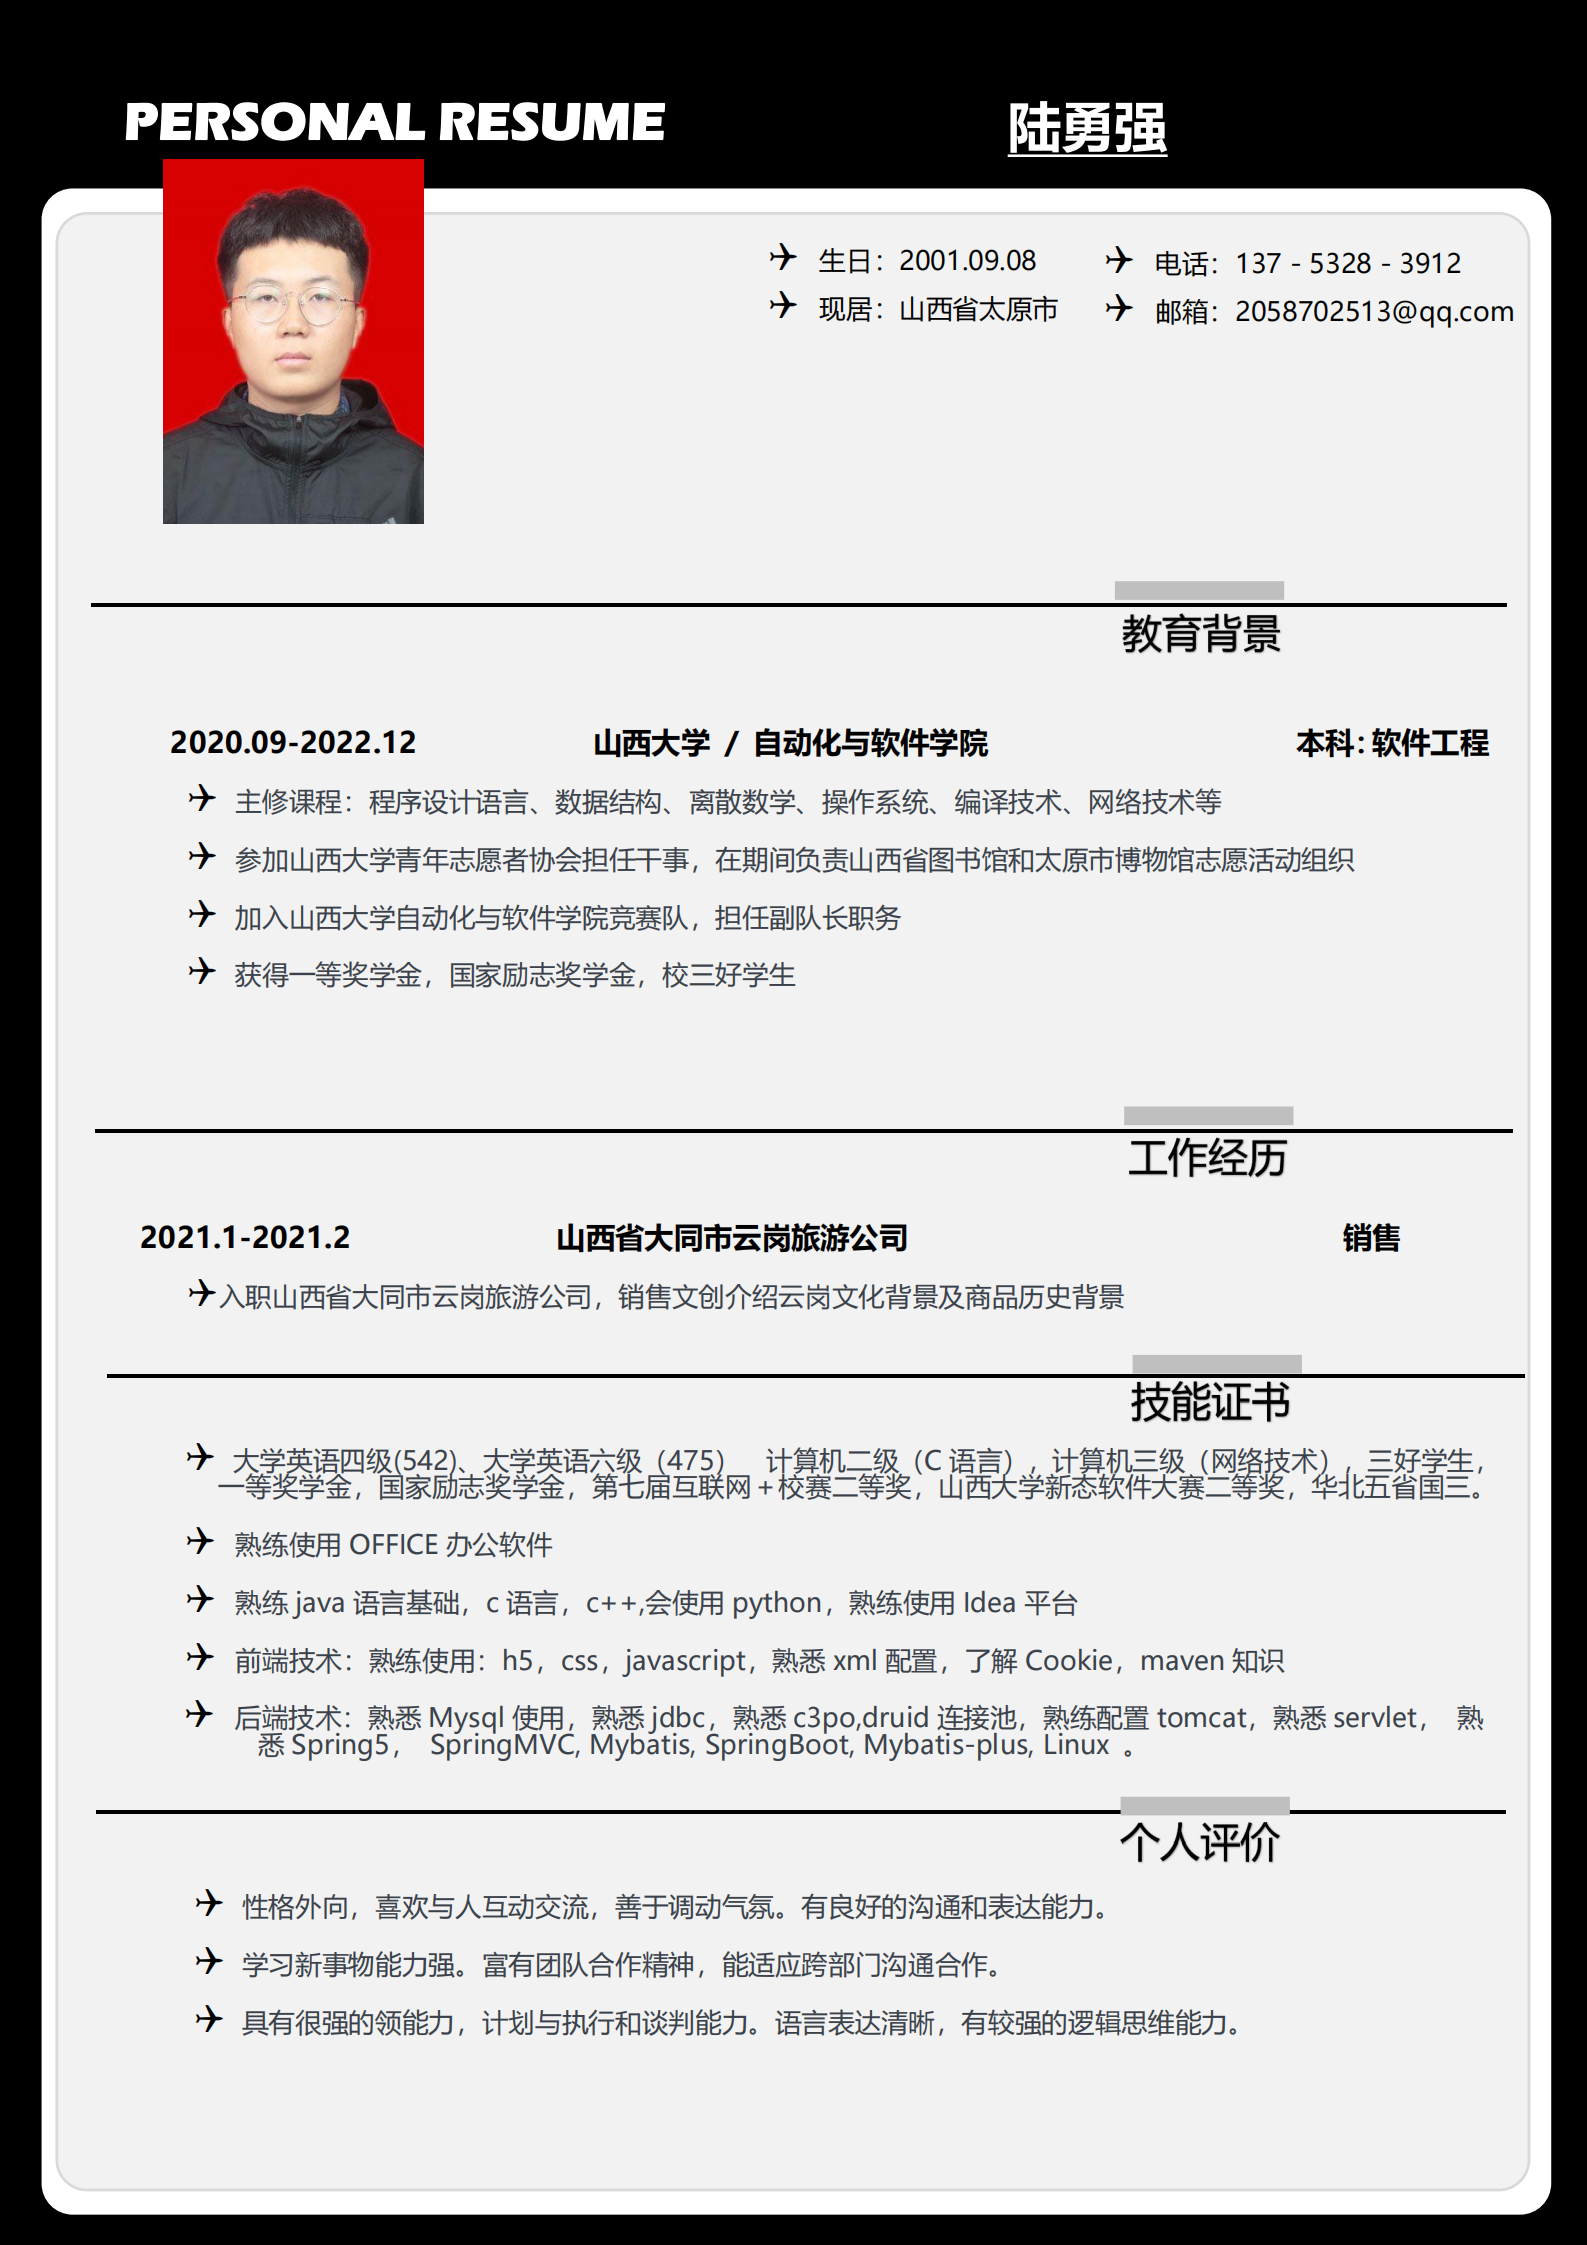 PERSONAL RESUME
陆勇强
生日：2001.09.08
电话：137 - 5328 - 3912
现居：山西省太原市
邮箱：2058702513@qq.com
教育背景
2020.09-2022.12 山西大学 / 自动化与软件学院 本科：软件工程
主修课程：程序设计语言、数据结构、离散数学、操作系统、编译技术、网络技术等
参加山西大学青年志愿者协会担任干事，在期间负责山西省图书馆和太原市博物馆志愿活动组织
加入山西大学自动化与软件学院竞赛队，担任副队长职务
获得一等奖学金，国家励志奖学金，校三好学生
工作经历
2021.1-2021.2 山西省大同市云岗旅游公司 销售
入职山西省大同市云岗旅游公司，销售文创介绍云岗文化背景及商品历史背景
技能证书
大学英语四级(542)、大学英语六级（475） 计算机二级（C 语言），计算机三级（网络技术），三好学生，
一等奖学金，国家励志奖学金，第七届互联网+校赛二等奖，山西大学新态软件大赛二等奖，华北五省国三。
熟练使用 OFFICE 办公软件
熟练 java 语言基础，c 语言，c++,会使用 python，熟练使用 Idea 平台
前端技术：熟练使用：h5，css，javascript，熟悉 xml 配置，了解 Cookie，maven 知识
后端技术：熟悉 Mysql 使用，熟悉 jdbc，熟悉 c3po,druid 连接池，熟练配置 tomcat，熟悉 servlet， 熟
悉 Spring5， SpringMVC, Mybatis, SpringBoot, Mybatis-plus, Linux 。
个人评价
性格外向，喜欢与人互动交流，善于调动气氛。有良好的沟通和表达能力。
学习新事物能力强。富有团队合作精神，能适应跨部门沟通合作。
具有很强的领能力，计划与执行和谈判能力。语言表达清晰，有较强的逻辑思维能力。